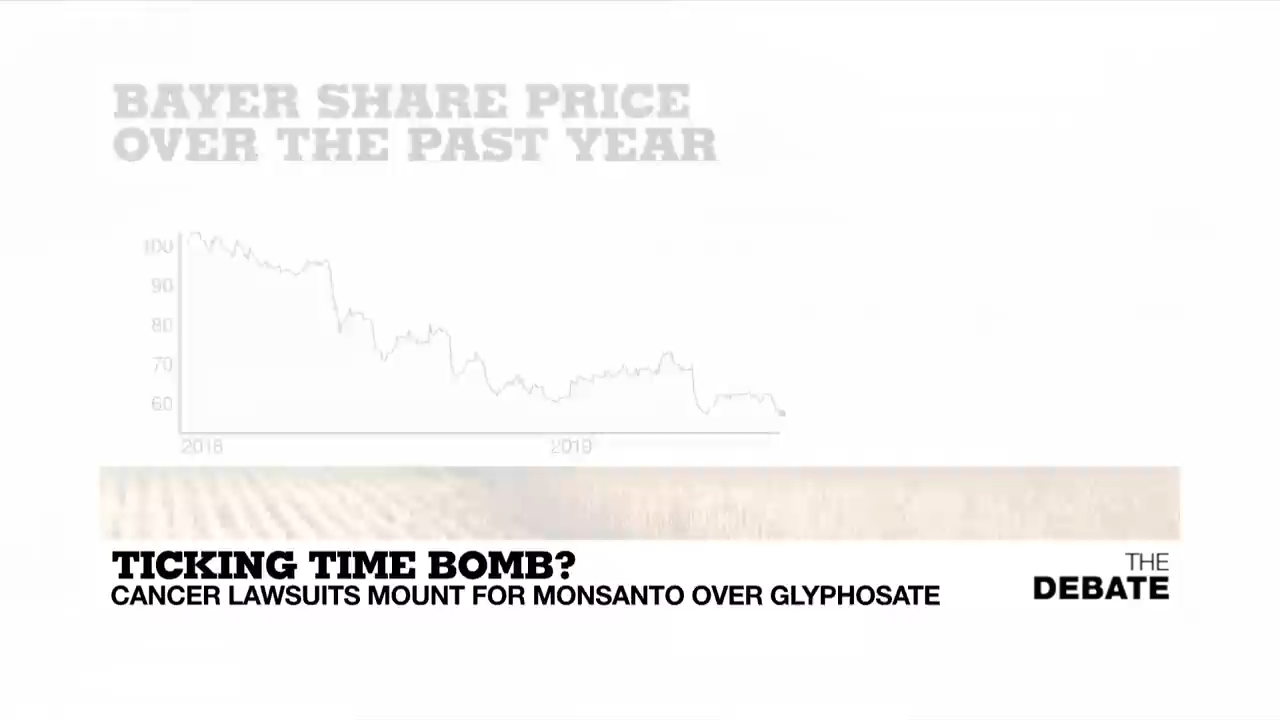 BAYER SHARE PRICE
OVER THE PAST YEAR
100
90
80
70
60
2018
2019
TICKING TIME BOMB?
CANCER LAWSUITS MOUNT FOR MONSANTO OVER GLYPHOSATE
THE
DEBATE